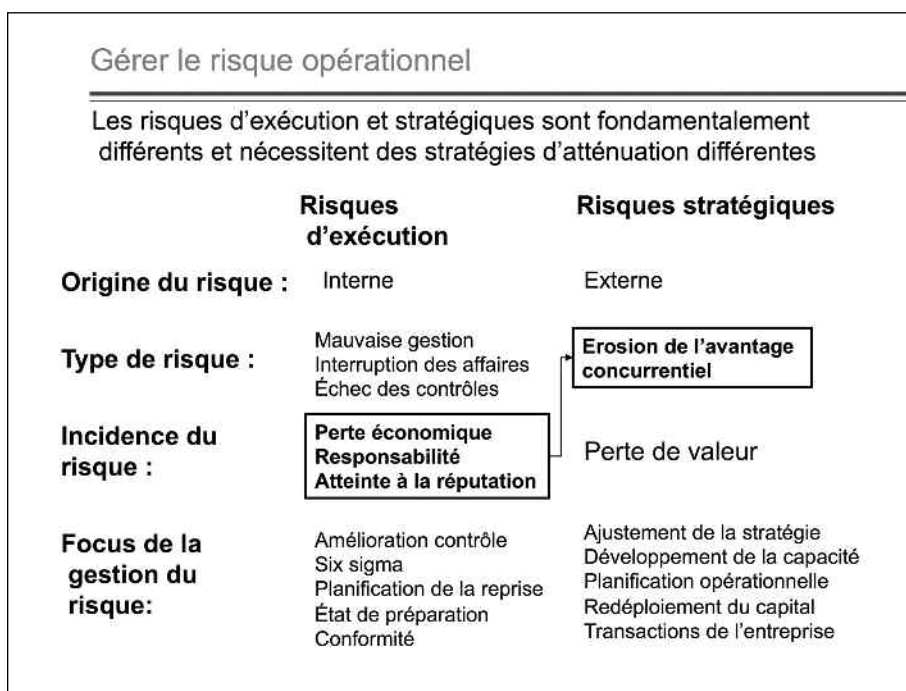 Gérer le risque opérationnel
Les risques d'exécution et stratégiques sont fondamentalement
différents et nécessitent des stratégies d'atténuation différentes
Risques
d'exécution
Risques stratégiques
Origine du risque :
Interne
Externe
Type de risque :
Mauvaise gestion
Interruption des affaires
Échec des contrôles
Erosion de l'avantage
concurrentiel
Incidence du
risque :
Perte économique
Responsabilité
Atteinte à la réputation
Perte de valeur
Focus de la
gestion du
risque:
Amélioration contrôle
Six sigma
Planification de la reprise
État de préparation
Conformité
Ajustement de la stratégie
Développement de la capacité
Planification opérationnelle
Redéploiement du capital
Transactions de l'entreprise